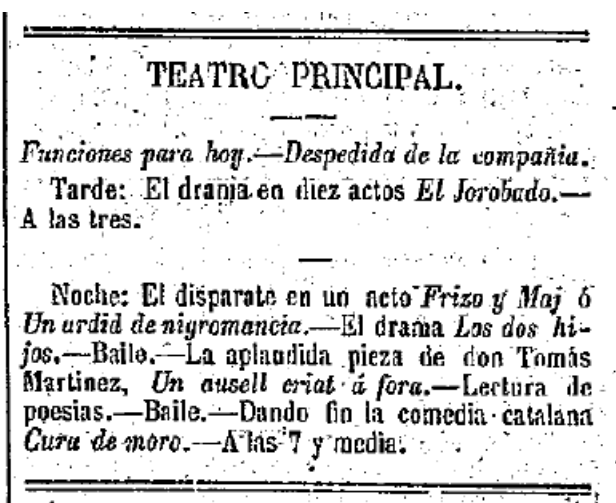 TEATRO PRINCIPAL.
Funciones para hoy.—Despedida de la compañia.
Tarde: El drama en diez actos El Jorobado.—
A las tres.
Noche: El disparate en un acto Frizo y Maj ó
Un urdid de nigromancia.—El drama Los dos hi-
jos.—Baile.—La aplaudida pieza de don Tomás
Martinez, Un ausell criat á fora.—Lectura de
poesias.—Baile.—Dando fin la comedia catalana
Cura de moro.—A las 7 y media.